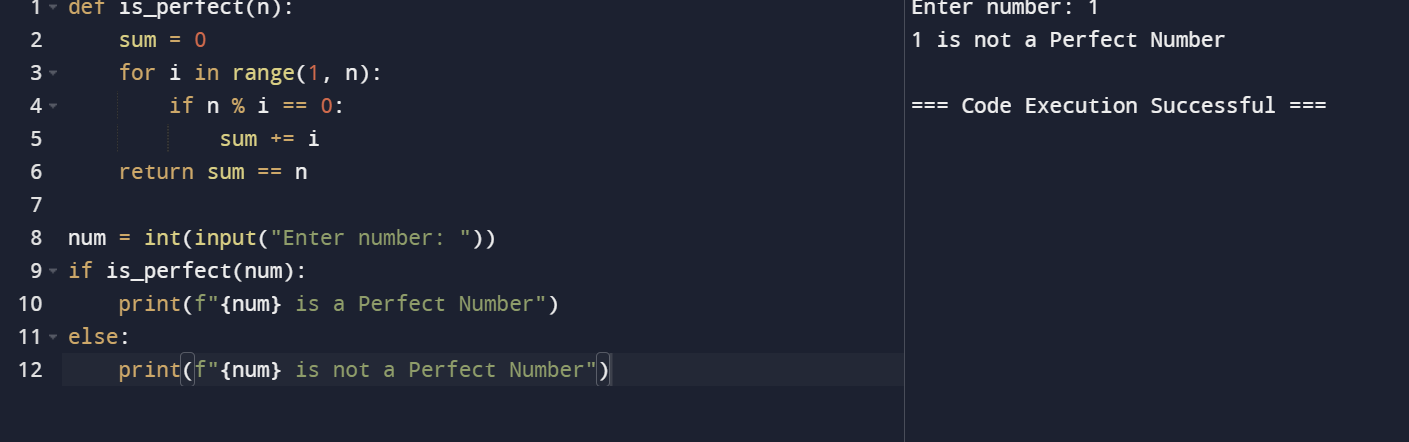 1 def is_perfect(n):
2     sum = 0
3     for i in range(1, n):
4         if n % i == 0:
5             sum += i
6     return sum == n
7
8 num = int(input("Enter number: "))
9 if is_perfect(num):
10     print(f"{num} is a Perfect Number")
11 else:
12     print(f"{num} is not a Perfect Number")
Enter number: 1
1 is not a Perfect Number
=== Code Execution Successful ===